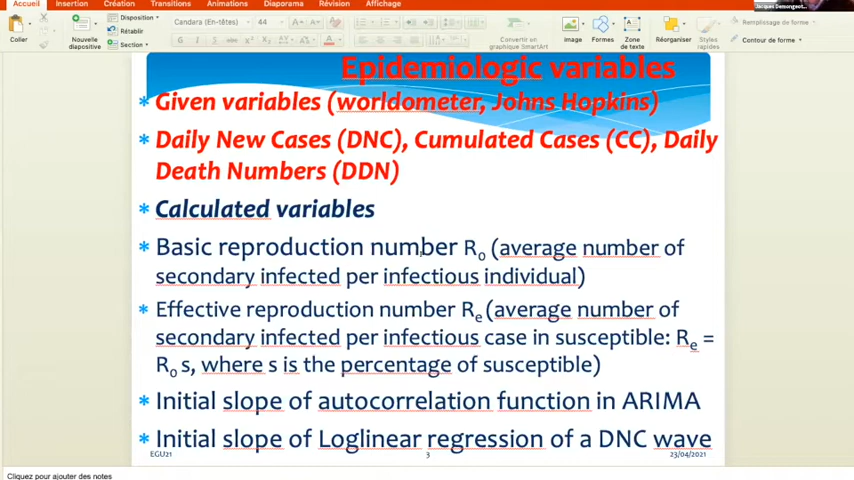 Accueil Insertion Création Transitions Animations Diaporama Révision Affichage
Coller Nouvelle diapositive Disposition Rétablir Section
Candara (En-têtes) 44
G I S abc
Convertir en graphique SmartArt
image Formes Zone de texte Réorganiser Styles rapides
Remplissage de forme
Contour de forme
Epidemiologic variables
* Given variables (worldometer, Johns Hopkins)
* Daily New Cases (DNC), Cumulated Cases (CC), Daily
Death Numbers (DDN)
* Calculated variables
* Basic reproduction number R₀ (average number of
secondary infected per infectious individual)
* Effective reproduction number Rₑ (average number of
secondary infected per infectious case in susceptible: Rₑ =
R₀ s, where s is the percentage of susceptible)
* Initial slope of autocorrelation function in ARIMA
* Initial slope of Loglinear regression of a DNC wave
EGU21 3 23/04/2021
Cliquez pour ajouter des notes